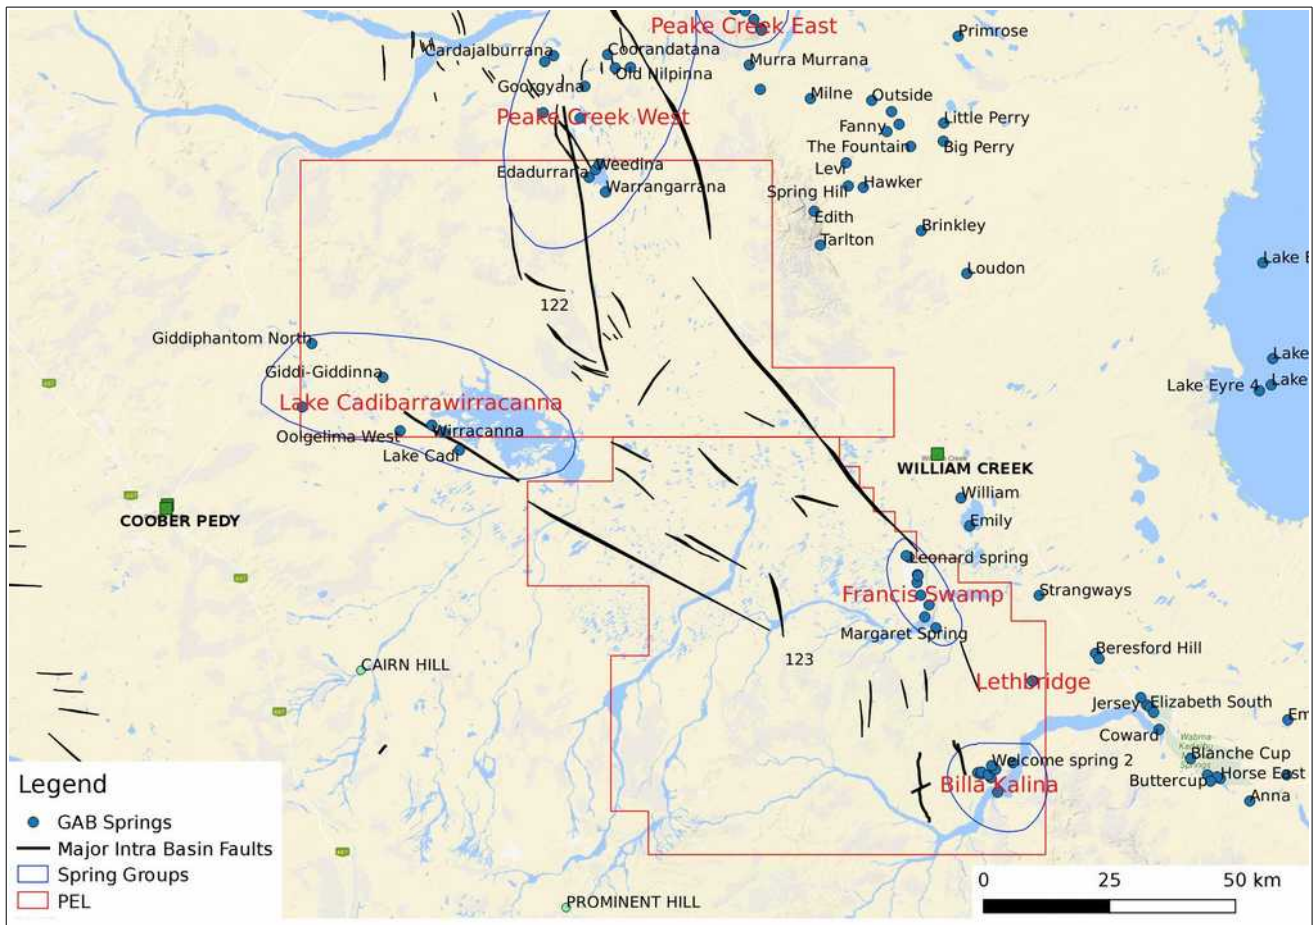 Peake Creek East
Primrose
Cardajalburrana
Coorandatana
Old Nilpinna
Murra Murrana
Georgyana
Milne
Outside
Peake Creek West
Fanny
Little Perry
The Fountain
Big Perry
Weedina
Levi
Edadurrana
Warrangarrana
Spring Hill
Hawker
Edith
Brinkley
Tarlton
Lake E
Loudon
122
Giddiphantom North
Lake
Giddi-Giddinna
Lake Eyre 4
Lake
Lake Cadibarrawirracanna
Oolgelima West
Wirracanna
Lake Cadi
WILLIAM CREEK
William
COOBER PEDY
Emily
Leonard spring
Francis Swamp
Strangways
Margaret Spring
Beresford Hill
123
CAIRN HILL
Lethbridge
Jersey
Elizabeth South
Em
Coward
Blanche Cup
Welcome spring 2
Horse East
Buttercup
Billa Kalina
Anna
Legend
GAB Springs
Major Intra Basin Faults
Spring Groups
PEL
0 25 50 km
PROMINENT HILL